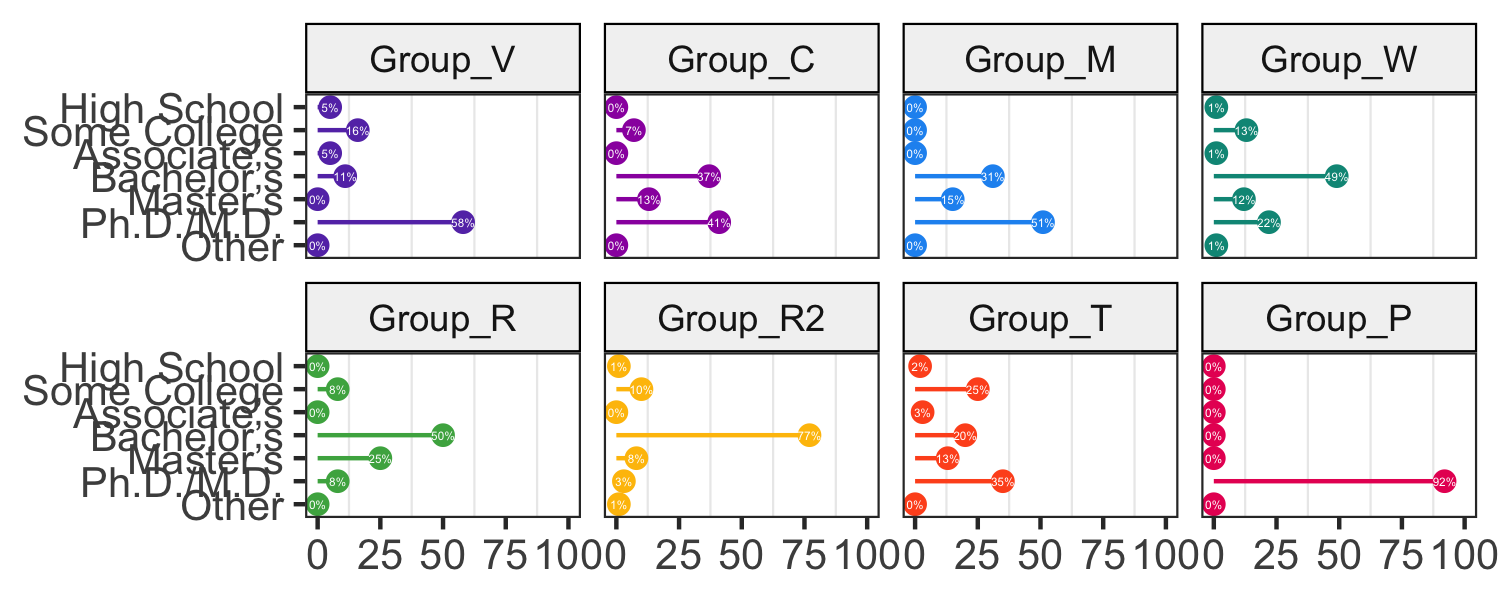 Group_V Group_C Group_M Group_W
High School 5% 0% 0% 1%
Some College 16% 7% 0% 13%
Associate's 5% 0% 0% 1%
Bachelor's 11% 37% 31% 49%
Master's 0% 13% 15% 12%
Ph.D./M.D. 58% 41% 51% 22%
Other 0% 0% 0% 1%
Group_R Group_R2 Group_T Group_P
High School 0% 1% 2% 0%
Some College 8% 10% 25% 0%
Associate's 0% 0% 3% 0%
Bachelor's 50% 77% 20% 0%
Master's 25% 8% 13% 0%
Ph.D./M.D. 8% 3% 35% 92%
Other 0% 1% 0% 0%
0 25 50 75 100 0 25 50 75 100 0 25 50 75 100 0 25 50 75 100